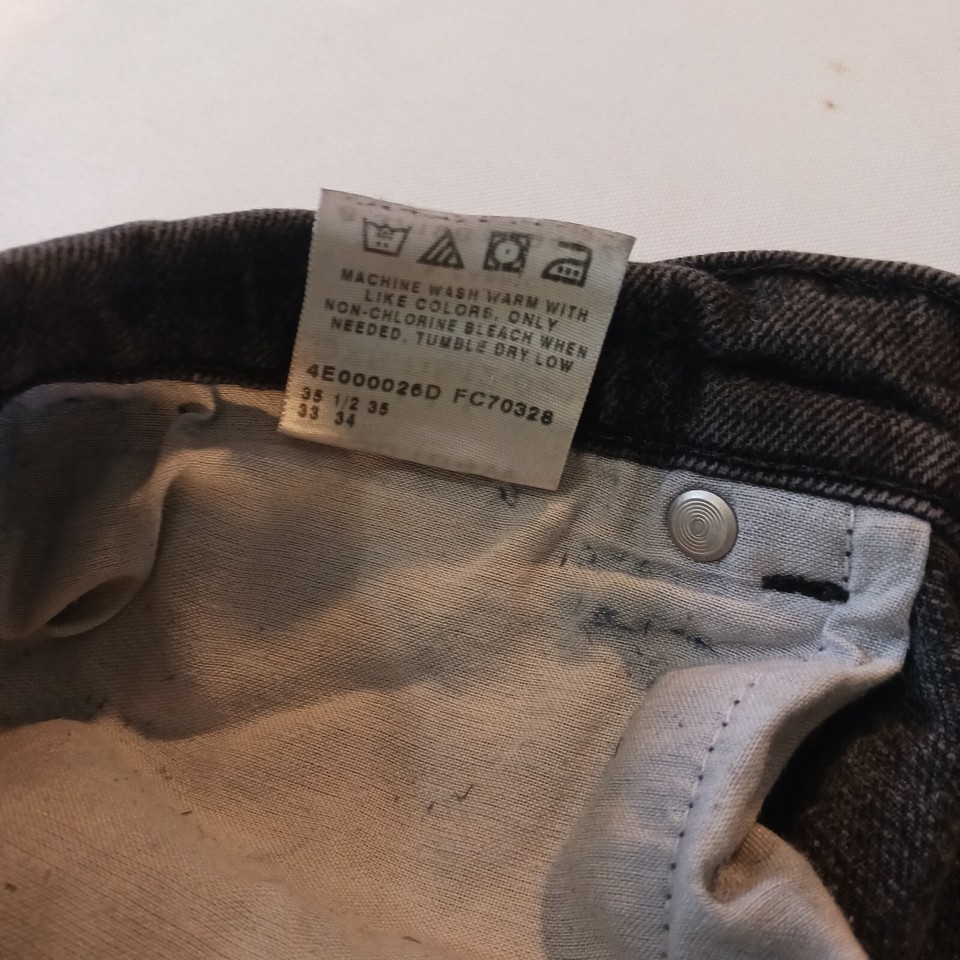 MACHINE WASH WARM WITH
LIKE COLORS. ONLY
NON-CHLORINE BLEACH WHEN
NEEDED. TUMBLE DRY LOW
4E000026D FC70328
35 1/2 35
33 34